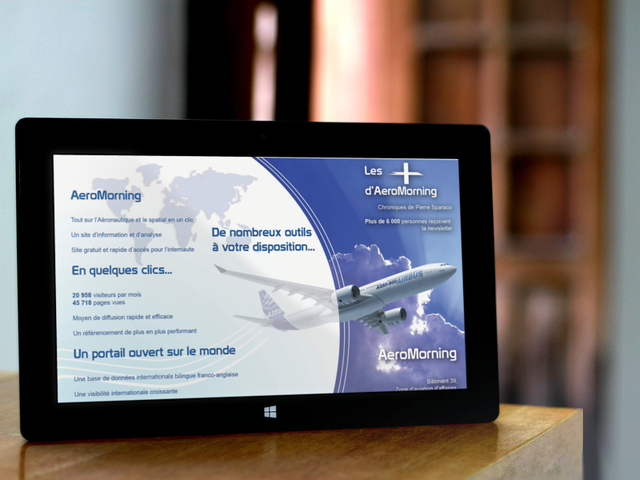 AeroMorning
Tout sur l'Aéronautique et le spatial en un clic
Un site d'information et d'analyse
Site gratuit et rapide d'accés pour l'internaute
En quelques clics...
20 958 visiteurs par mois
45 718 pages vues
Moyen de diffusion rapide et efficace
Un référencement de plus en plus performant
Un portail ouvert sur le monde
Une base de données internationale bilingue franco-anglaise
Une visibilité internationale croissante
De nombreux outils
à votre disposition...
Les +
d'AeroMorning
Chroniques de Pierre Sparaco
Plus de 6 000 personnes reçoivent
la newsletter
AIRBUS
AeroMorning
Bâtiment 38
Zone d'aviation d'affaires